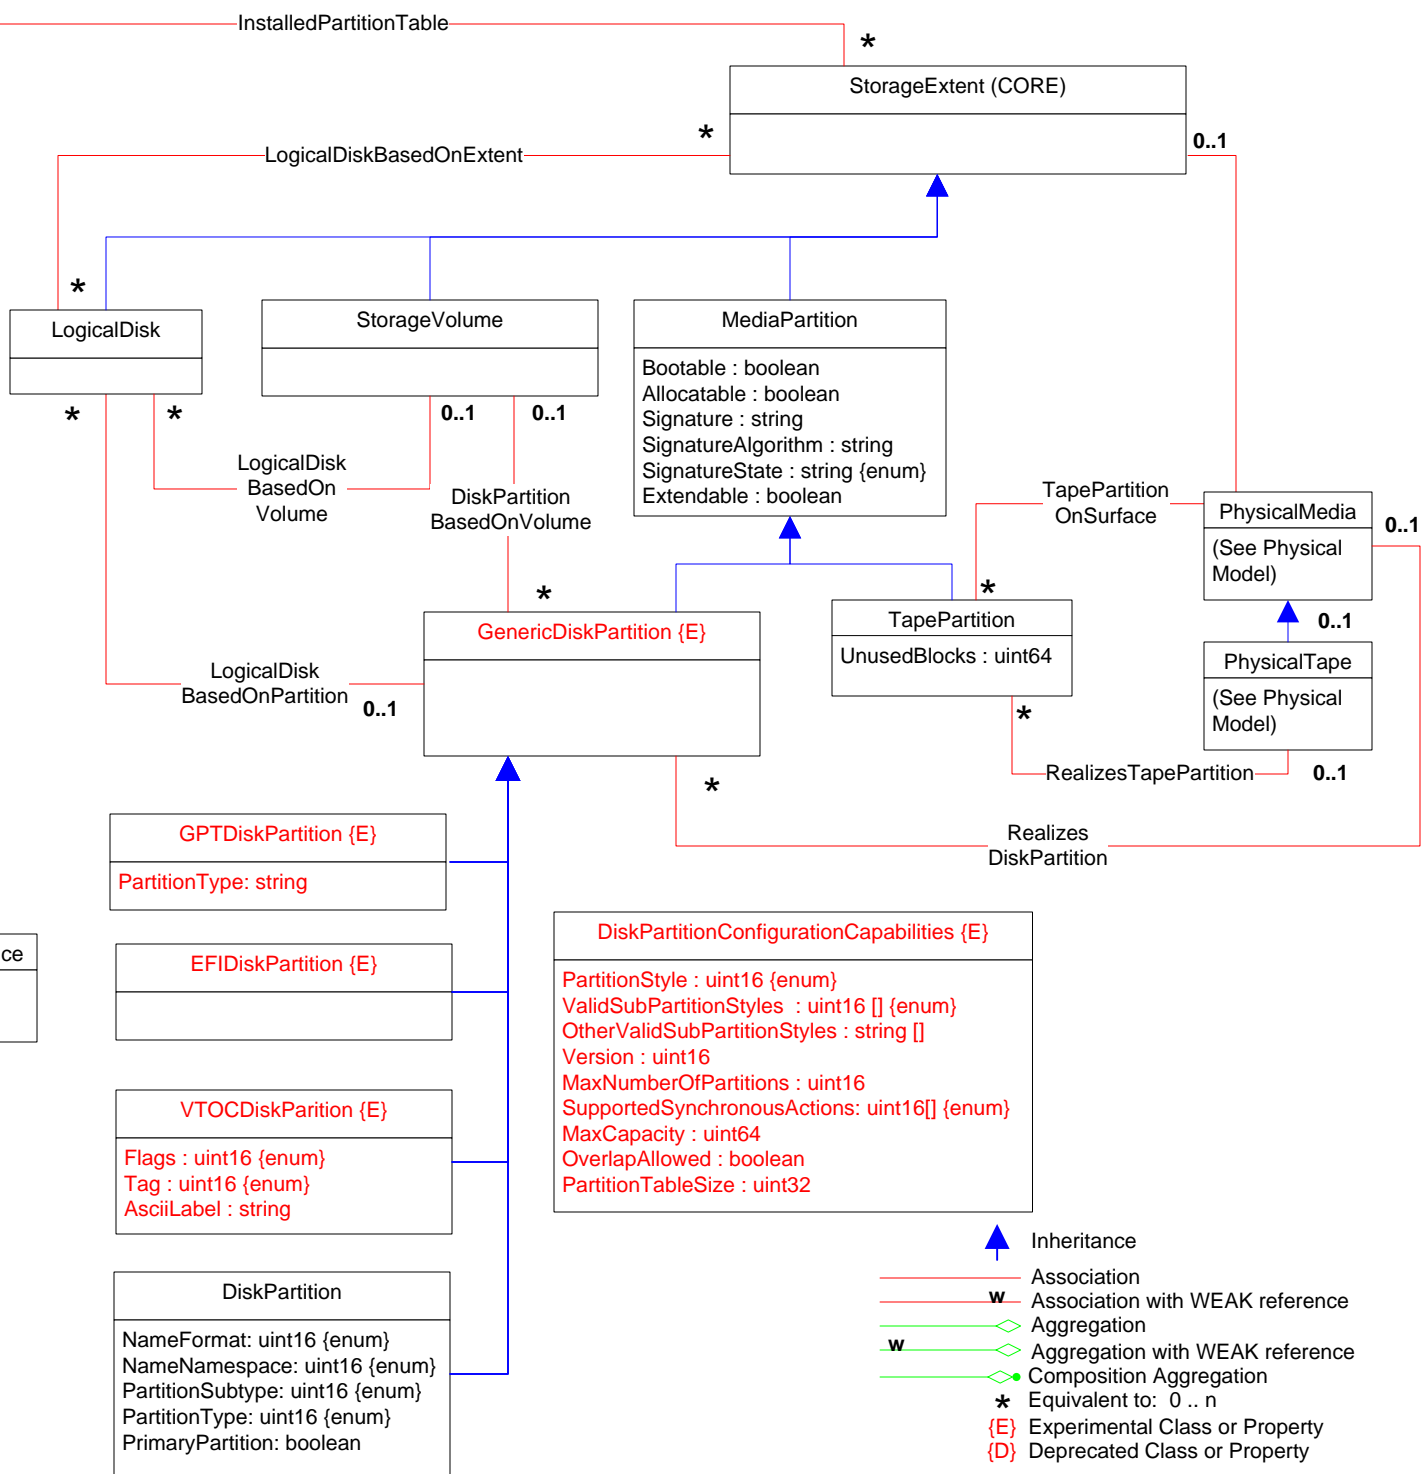 InstalledPartitionTable
*
StorageExtent (CORE)
*
0..1
LogicalDiskBasedOnExtent
*
LogicalDisk
StorageVolume
MediaPartition
Bootable : boolean
Allocatable : boolean
Signature : string
SignatureAlgorithm : string
SignatureState : string {enum}
Extendable : boolean
*
*
0..1
0..1
LogicalDisk
BasedOn
Volume
DiskPartition
BasedOnVolume
TapePartition
OnSurface
PhysicalMedia
(See Physical
Model)
0..1
*
*
GenericDiskPartition {E}
TapePartition
UnusedBlocks : uint64
0..1
PhysicalTape
(See Physical
Model)
LogicalDisk
BasedOnPartition
0..1
*
RealizesTapePartition
0..1
*
Realizes
DiskPartition
GPTDiskPartition {E}
PartitionType: string
ce
EFIDiskPartition {E}
DiskPartitionConfigurationCapabilities {E}
PartitionStyle : uint16 {enum}
ValidSubPartitionStyles : uint16 [] {enum}
OtherValidSubPartitionStyles : string []
Version : uint16
MaxNumberOfPartitions : uint16
SupportedSynchronousActions: uint16[] {enum}
MaxCapacity : uint64
OverlapAllowed : boolean
PartitionTableSize : uint32
VTOCDiskParition {E}
Flags : uint16 {enum}
Tag : uint16 {enum}
AsciiLabel : string
DiskPartition
NameFormat: uint16 {enum}
NameNamespace: uint16 {enum}
PartitionSubtype: uint16 {enum}
PartitionType: uint16 {enum}
PrimaryPartition: boolean
Inheritance
Association
w Association with WEAK reference
Aggregation
w Aggregation with WEAK reference
Composition Aggregation
* Equivalent to: 0 .. n
{E} Experimental Class or Property
{D} Deprecated Class or Property